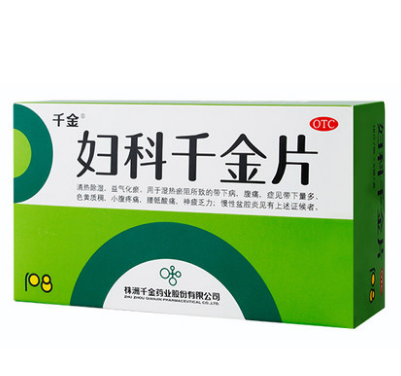 千金®
OTC
妇科千金片
清热除湿，益气化瘀。用于湿热瘀阻所致的带下病，腹痛，症见带下量多，
色黄质稠，小腹疼痛，腰骶酸痛，神疲乏力；慢性盆腔炎见有上述证候者。
株洲千金药业股份有限公司
ZHU ZHOU QIANJIN PHARMACEUTICAL CO.,LTD.
108